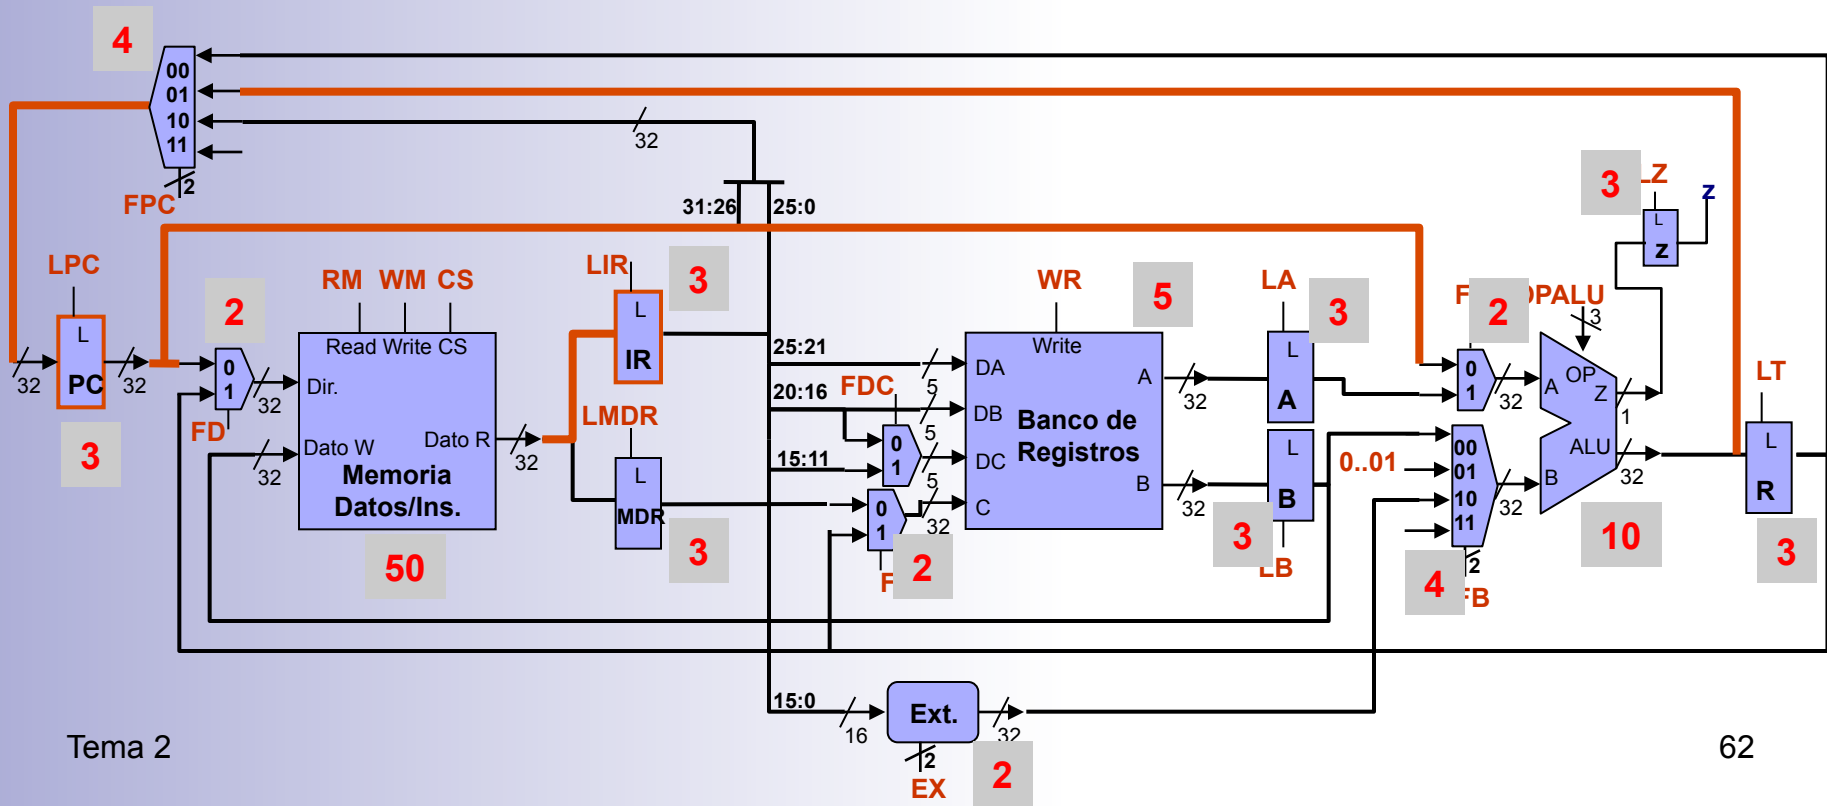 4
00
01
10
11
2
FPC
32
31:26
25:0
3
LZ
L
z
z
LPC
L
PC
32
32
3
2
0
1
32
FD
32
RM WM CS
Read Write CS
Dir.
Dato W
Dato R
Memoria
Datos/Ins.
32
50
LIR
3
L
IR
LMDR
L
MDR
3
25:21
20:16
15:11
15:0
5
5
5
32
FDC
0
1
0
1
F
2
WR
5
Write
DA
DB
DC
C
A
B
Banco de
Registros
32
32
LA
3
L
A
L
B
3
LB
0..01
F
2
OPALU
3
0
1
32
00
01
10
11
32
2
4
FB
A
B
OP
Z
ALU
1
32
10
LT
L
R
3
16
Ext.
32
2
EX
2
Tema 2
62